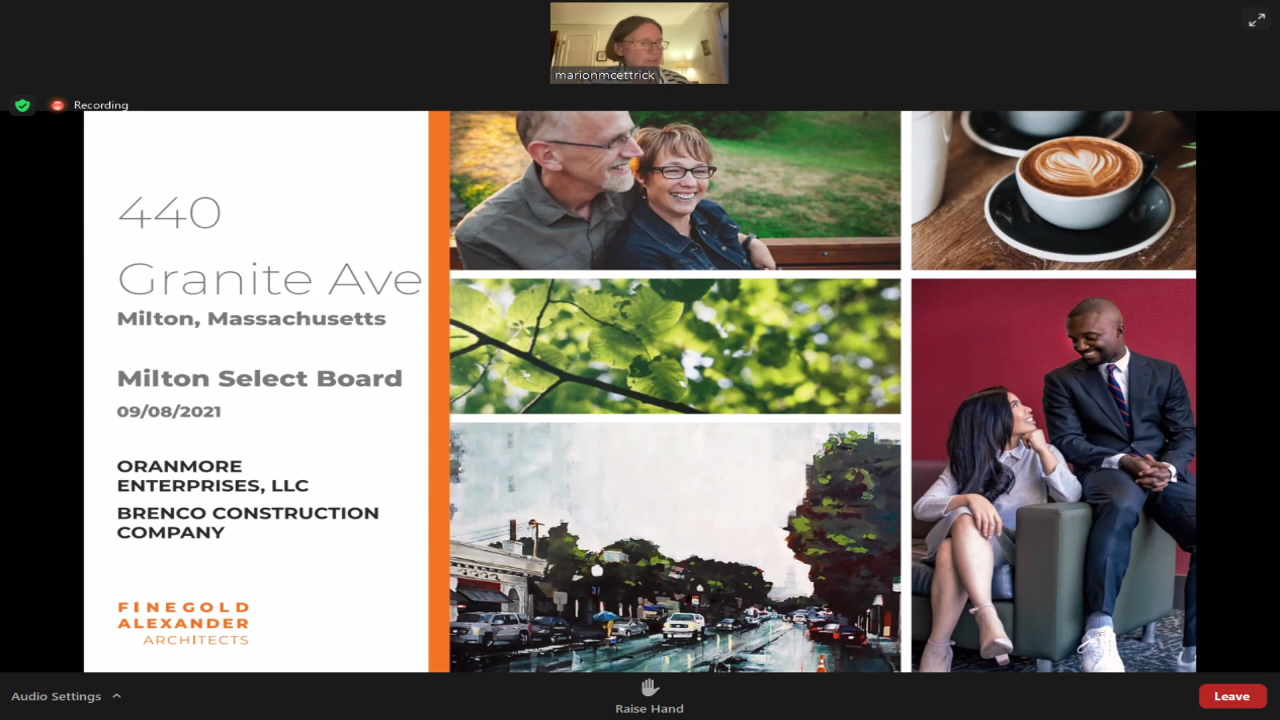 marionmcettrick
Recording
440
Granite Ave
Milton, Massachusetts
Milton Select Board
09/08/2021
ORANMORE
ENTERPRISES, LLC
BRENCO CONSTRUCTION
COMPANY
FINEGOLD
ALEXANDER
ARCHITECTS
Audio Settings
Raise Hand
Leave